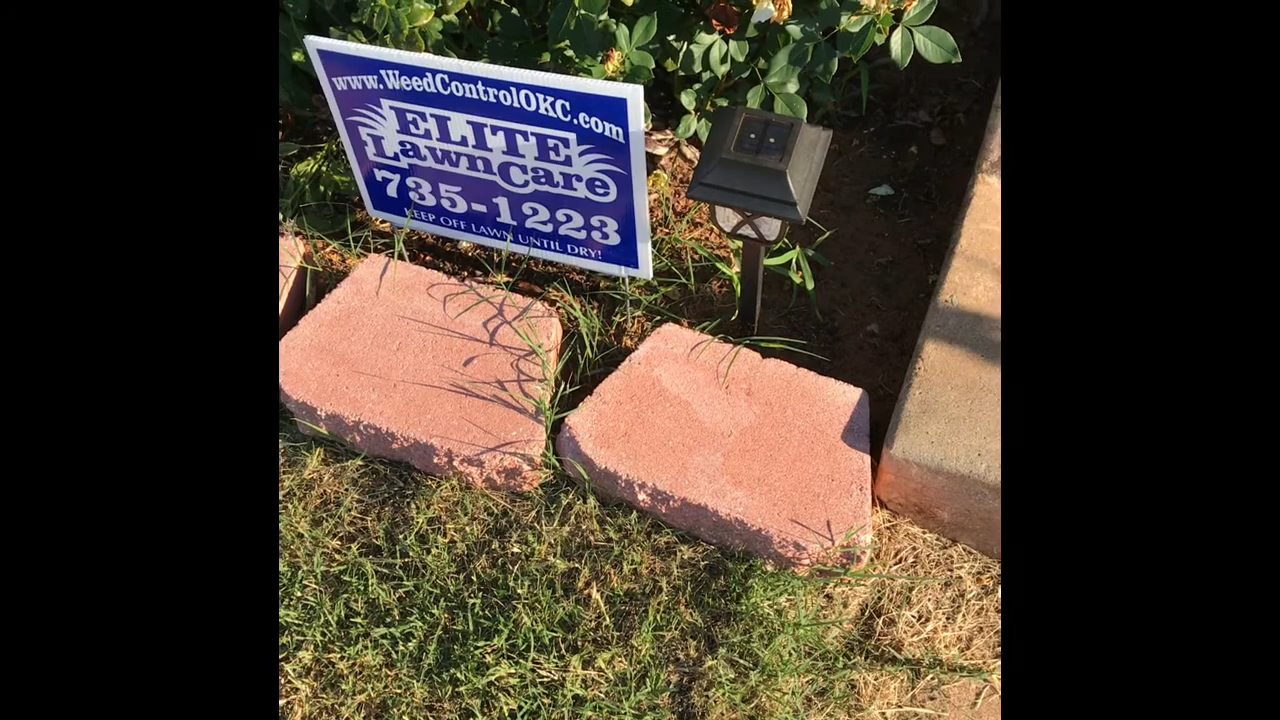 www.WeedControlOKC.com
ELITE
LawnCare
735-1223
KEEP OFF LAWN UNTIL DRY!